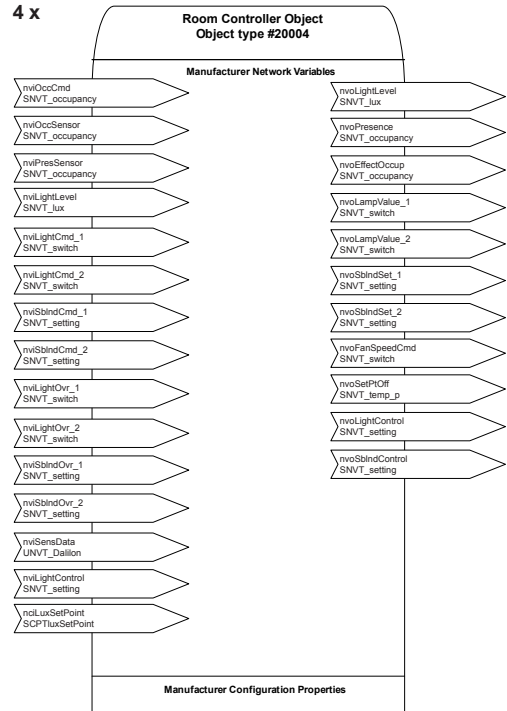 4 x
Room Controller Object
Object type #20004
Manufacturer Network Variables
nviOccCmd
SNVT_occupancy
nviOccSensor
SNVT_occupancy
nviPresSensor
SNVT_occupancy
nviLightLevel
SNVT_lux
nviLightCmd_1
SNVT_switch
nviLightCmd_2
SNVT_switch
nviSblndCmd_1
SNVT_setting
nviSblndCmd_2
SNVT_setting
nviLightOvr_1
SNVT_switch
nviLightOvr_2
SNVT_switch
nviSblndOvr_1
SNVT_setting
nviSblndOvr_2
SNVT_setting
nviSensData
UNVT_DaliIon
nviLightControl
SNVT_setting
nciLuxSetPoint
SCPTluxSetPoint
nvoLightLevel
SNVT_lux
nvoPresence
SNVT_occupancy
nvoEffectOccup
SNVT_occupancy
nvoLampValue_1
SNVT_switch
nvoLampValue_2
SNVT_switch
nvoSblndSet_1
SNVT_setting
nvoSblndSet_2
SNVT_setting
nvoFanSpeedCmd
SNVT_switch
nvoSetPtOff
SNVT_temp_p
nvoLightControl
SNVT_setting
nvoSblndControl
SNVT_setting
Manufacturer Configuration Properties